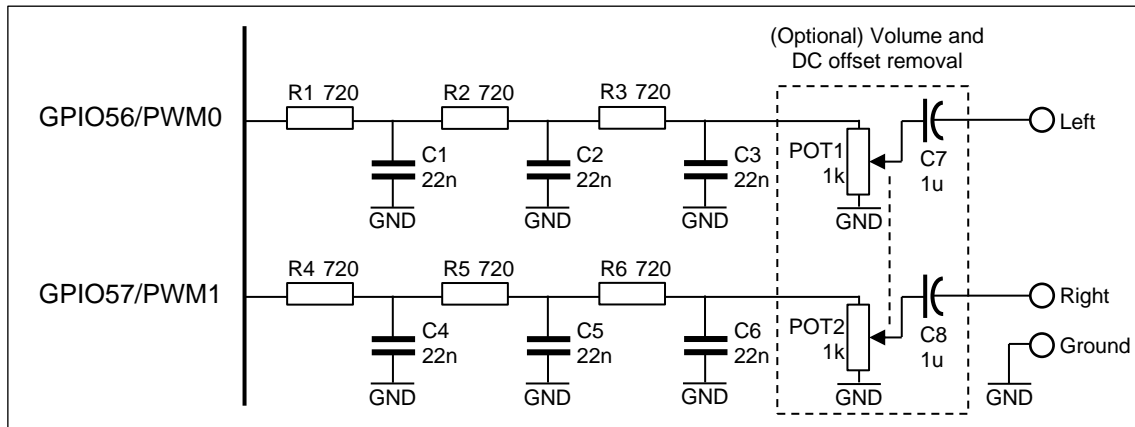 (Optional) Volume and
DC offset removal
R1 720
R2 720
R3 720
GPIO56/PWM0
Left
C1
22n
C2
22n
C3
22n
POT1
1k
C7
1u
GND
GND
GND
GND
R4 720
R5 720
R6 720
GPIO57/PWM1
Right
C4
22n
C5
22n
C6
22n
POT2
1k
C8
1u
Ground
GND
GND
GND
GND
GND